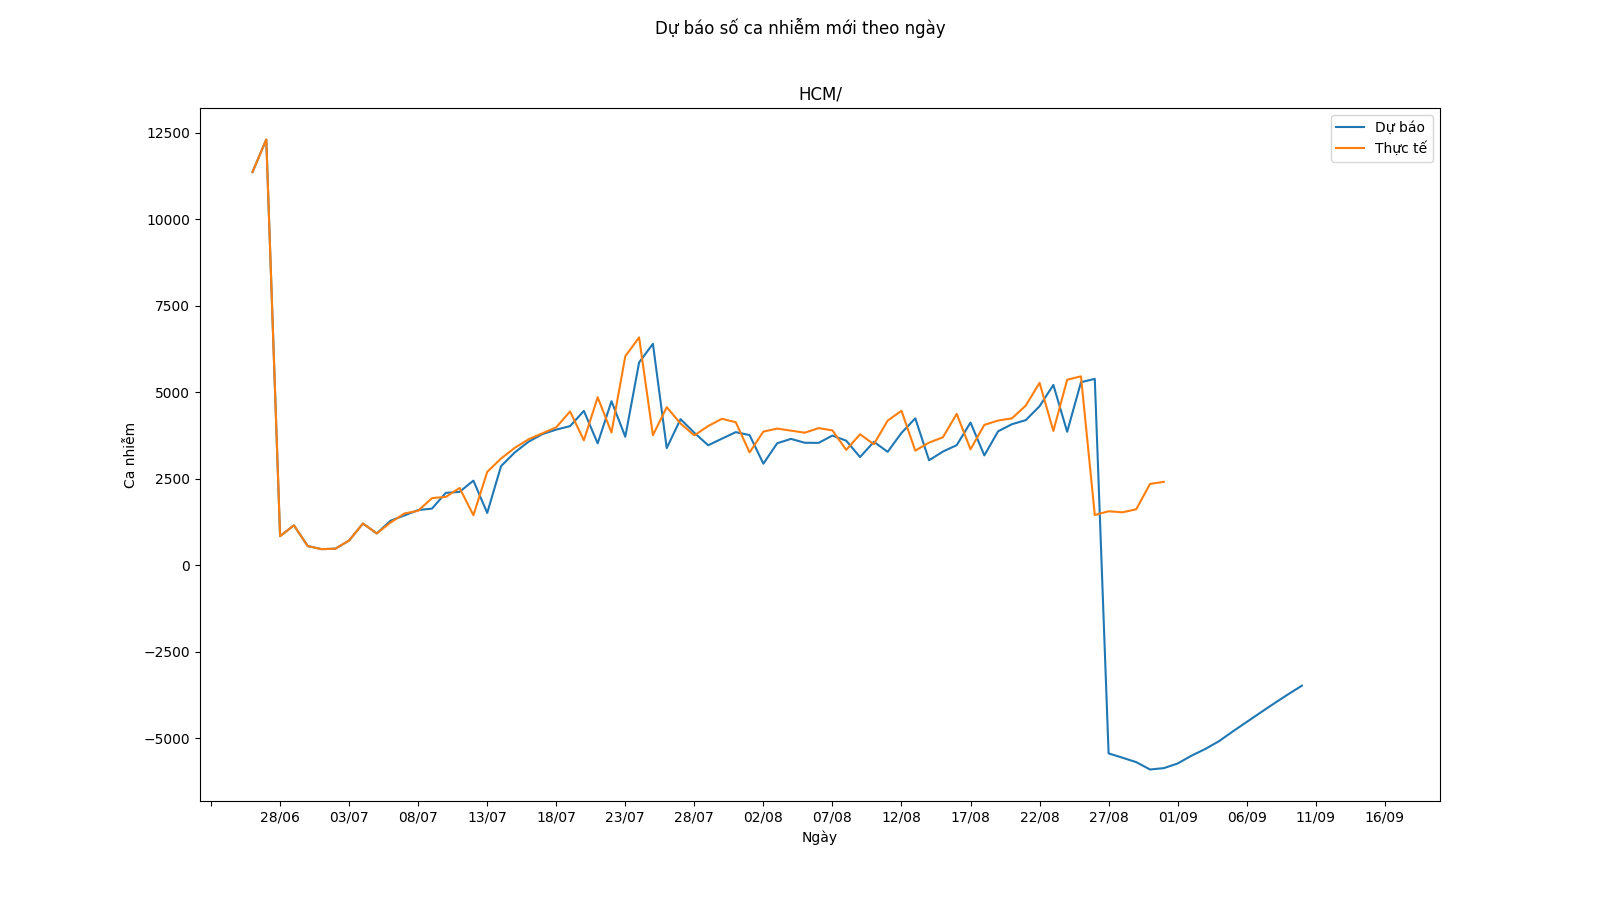 Dự báo số ca nhiễm mới theo ngày
HCM/
Dự báo
Thực tế
12500
10000
7500
5000
2500
0
−2500
−5000
Ca nhiễm
28/06 03/07 08/07 13/07 18/07 23/07 28/07 02/08 07/08 12/08 17/08 22/08 27/08 01/09 06/09 11/09 16/09
Ngày